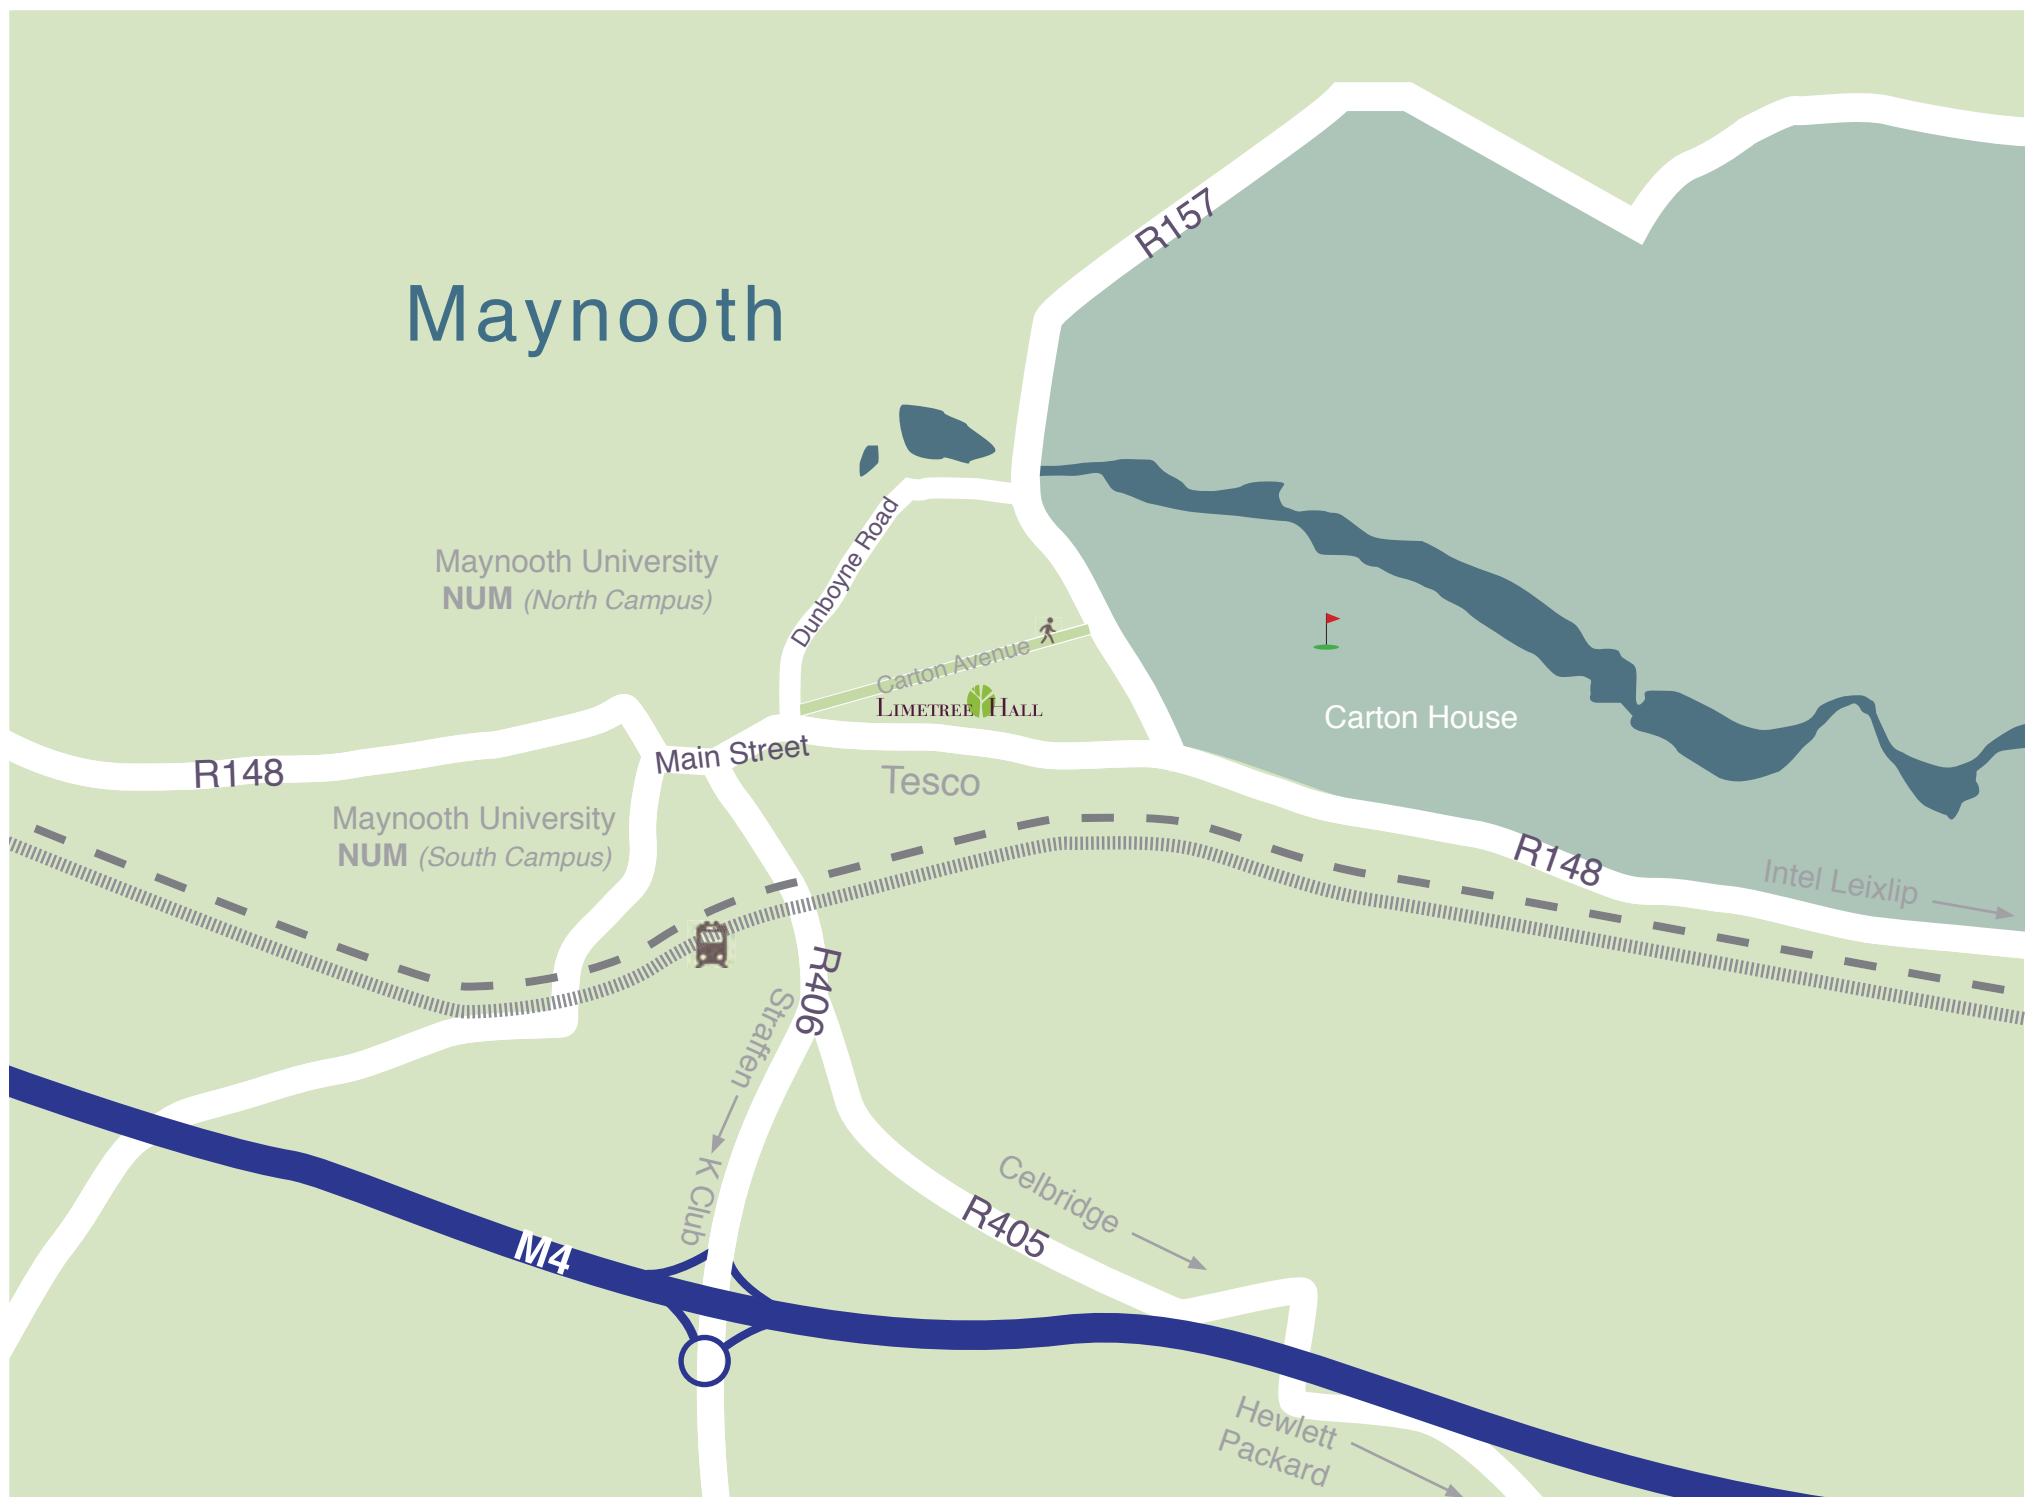 R157
Maynooth
Dunboyne Road
Maynooth University
NUM (North Campus)
Carton Avenue
LIMETREE HALL
Carton House
Main Street
R148
Tesco
Maynooth University
NUM (South Campus)
R148
Intel Leixlip
R406
Straffen
K Club
Celbridge
R405
M4
Hewlett
Packard